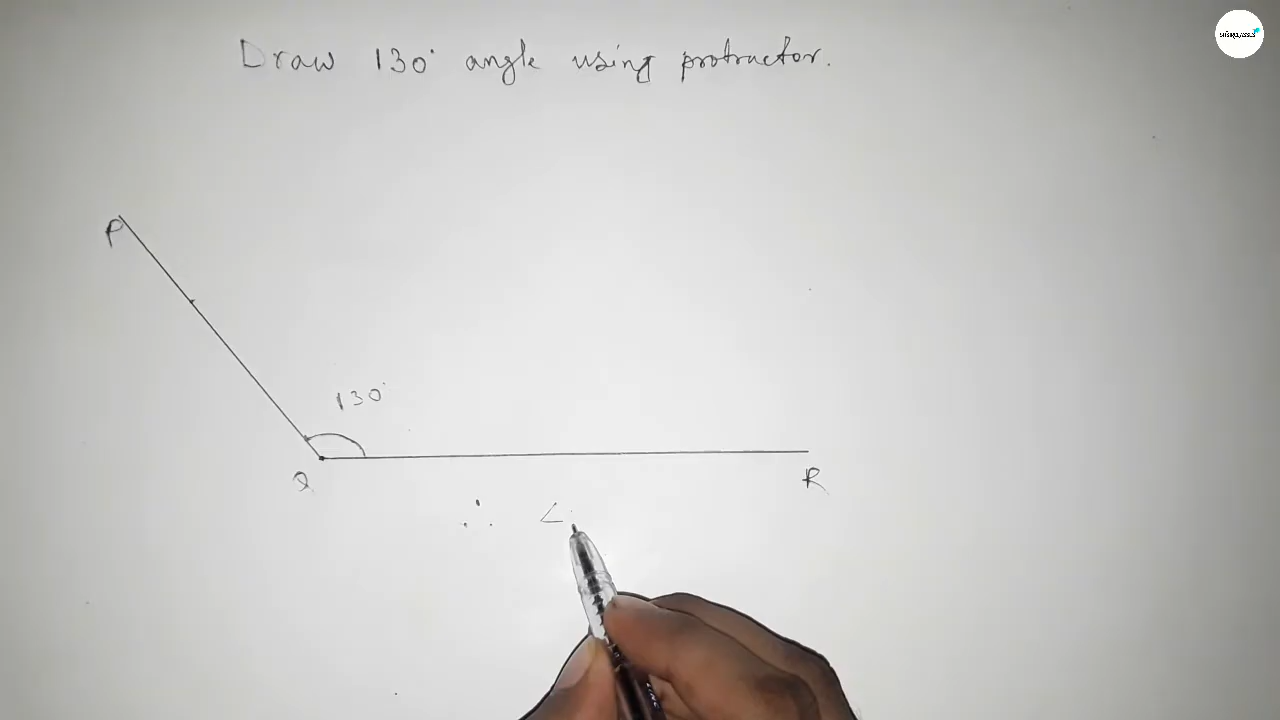 Draw 130° angle using protractor.
P
130°
Q
R
∴ <